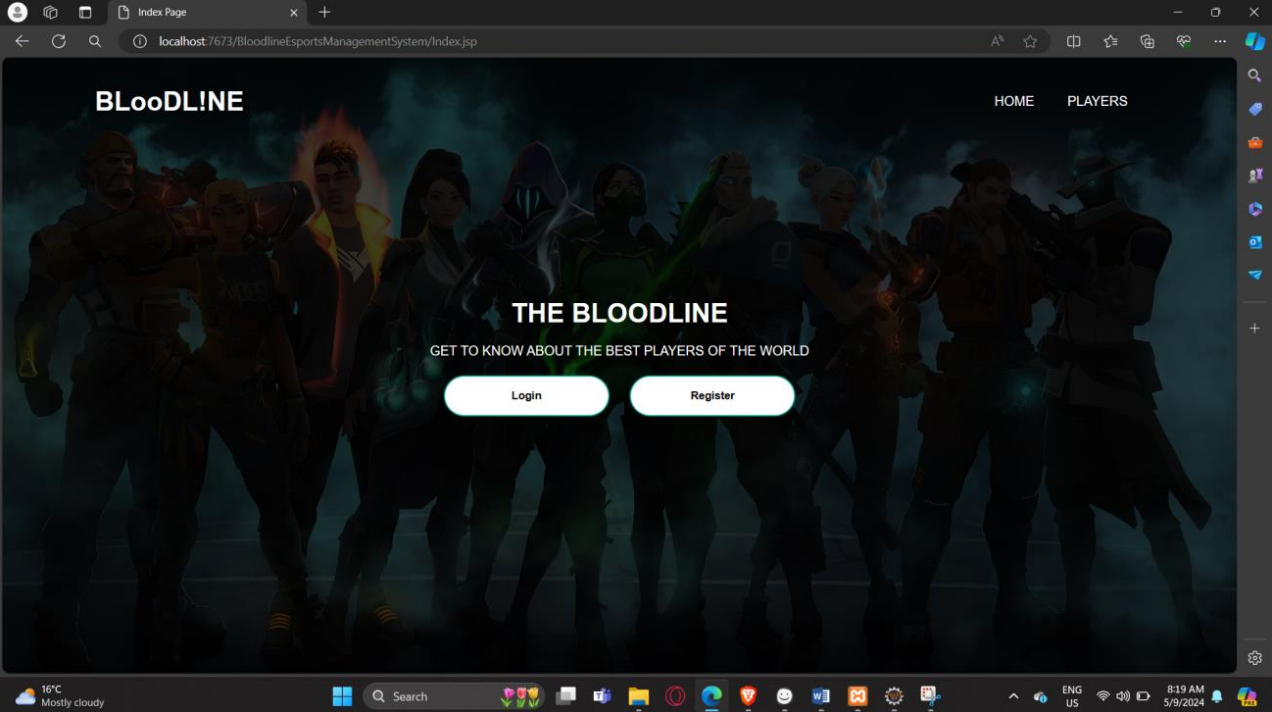 Index Page
localhost:7673/BloodlineEsportsManagementSystem/Index.jsp
BLooDL!NE
HOME
PLAYERS
THE BLOODLINE
GET TO KNOW ABOUT THE BEST PLAYERS OF THE WORLD
Login
Register
16°C
Mostly cloudy
Search
ENG
US
8:19 AM
5/9/2024